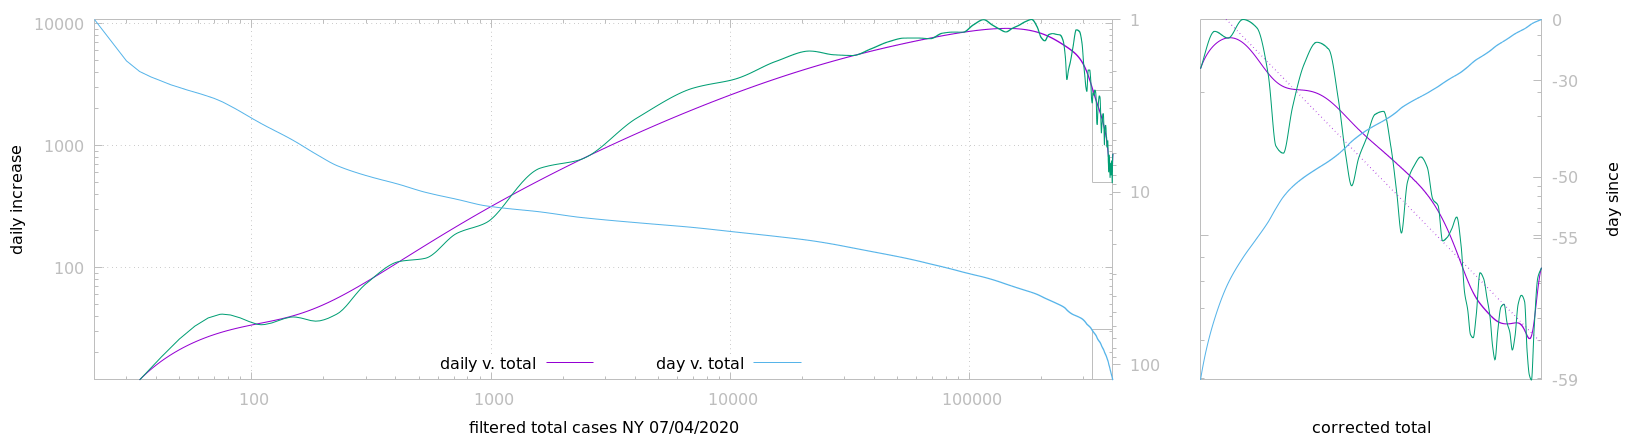 10000
1000
100
daily increase
1
10
100
daily v. total
day v. total
100
1000
10000
100000
filtered total cases NY 07/04/2020
0
-30
-50
-55
-59
day since
corrected total